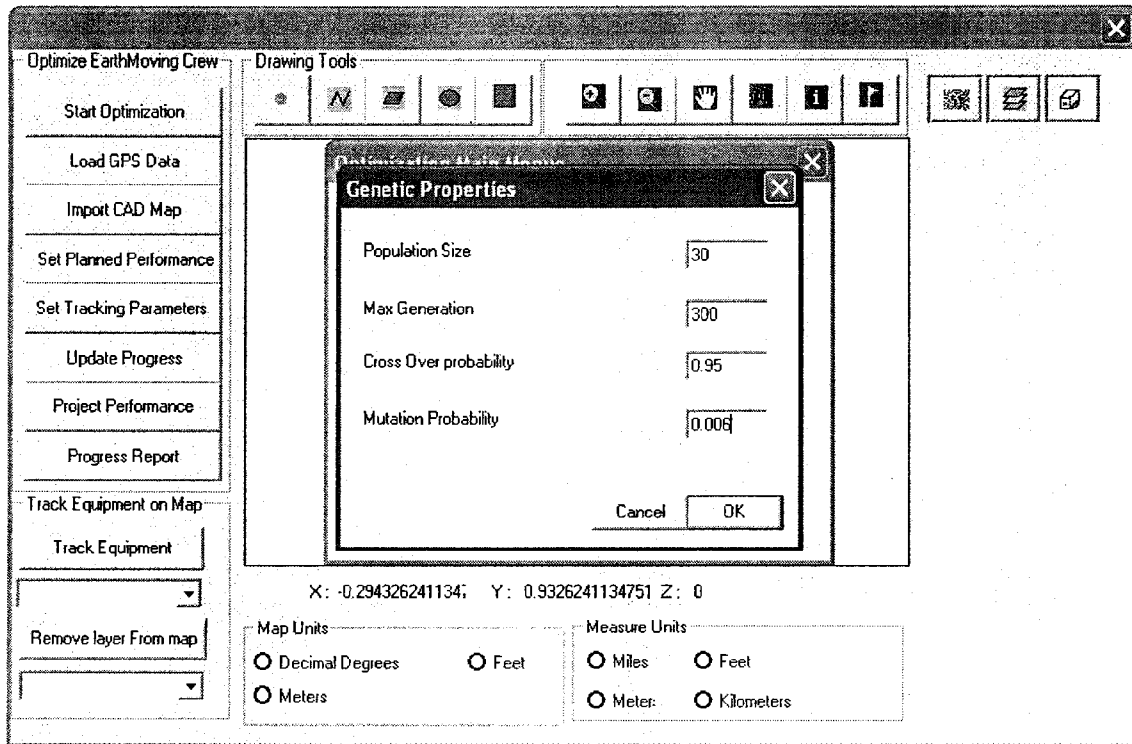 Optimize EarthMoving Crew
Start Optimization
Load GPS Data
Import CAD Map
Set Planned Performance
Set Tracking Parameters
Update Progress
Project Performance
Progress Report
Track Equipment on Map
Track Equipment
Remove layer From map
Drawing Tools
Genetic Properties
Population Size 30
Max Generation 300
Cross Over probability 0.95
Mutation Probability 0.006
Cancel OK
X: -0.29432624113 Y: 0.9326241134751 Z: 0
Map Units
Decimal Degrees Feet
Meters
Measure Units
Miles Feet
Meter: Kilometers